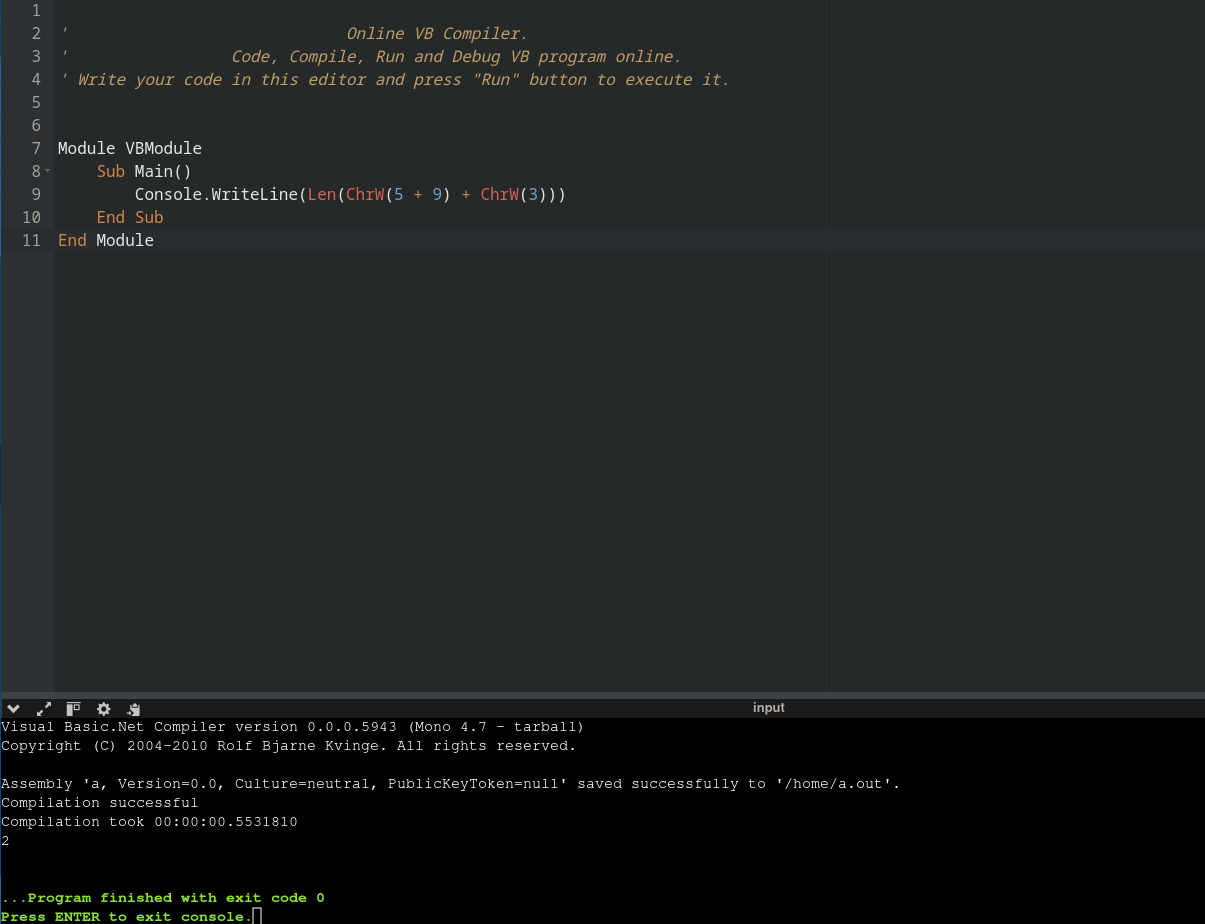 1
2 '                             Online VB Compiler.
3 '                 Code, Compile, Run and Debug VB program online.
4 ' Write your code in this editor and press "Run" button to execute it.
5
6
7 Module VBModule
8     Sub Main()
9         Console.WriteLine(Len(ChrW(5 + 9) + ChrW(3)))
10     End Sub
11 End Module
input
Visual Basic.Net Compiler version 0.0.0.5943 (Mono 4.7 - tarball)
Copyright (C) 2004-2010 Rolf Bjarne Kvinge. All rights reserved.

Assembly 'a, Version=0.0, Culture=neutral, PublicKeyToken=null' saved successfully to '/home/a.out'.
Compilation successful
Compilation took 00:00:00.5531810
2

...Program finished with exit code 0
Press ENTER to exit console.